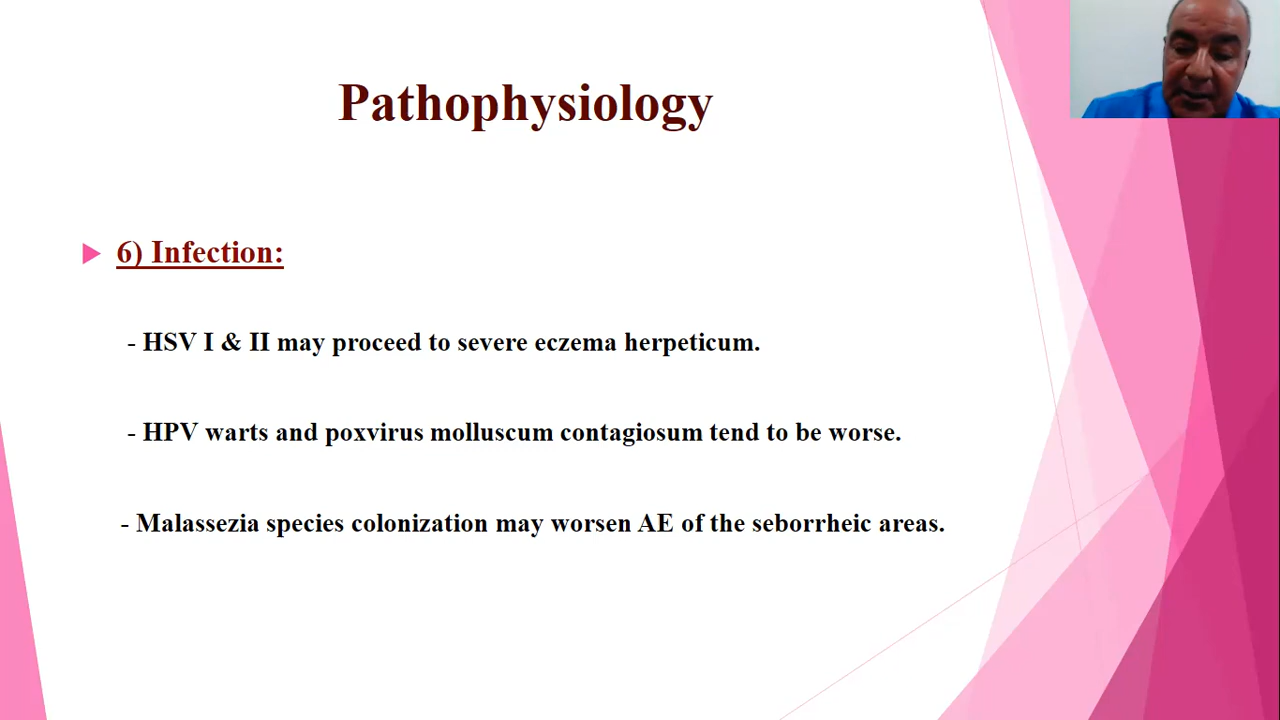 Pathophysiology
6) Infection:
- HSV I & II may proceed to severe eczema herpeticum.
- HPV warts and poxvirus molluscum contagiosum tend to be worse.
- Malassezia species colonization may worsen AE of the seborrheic areas.